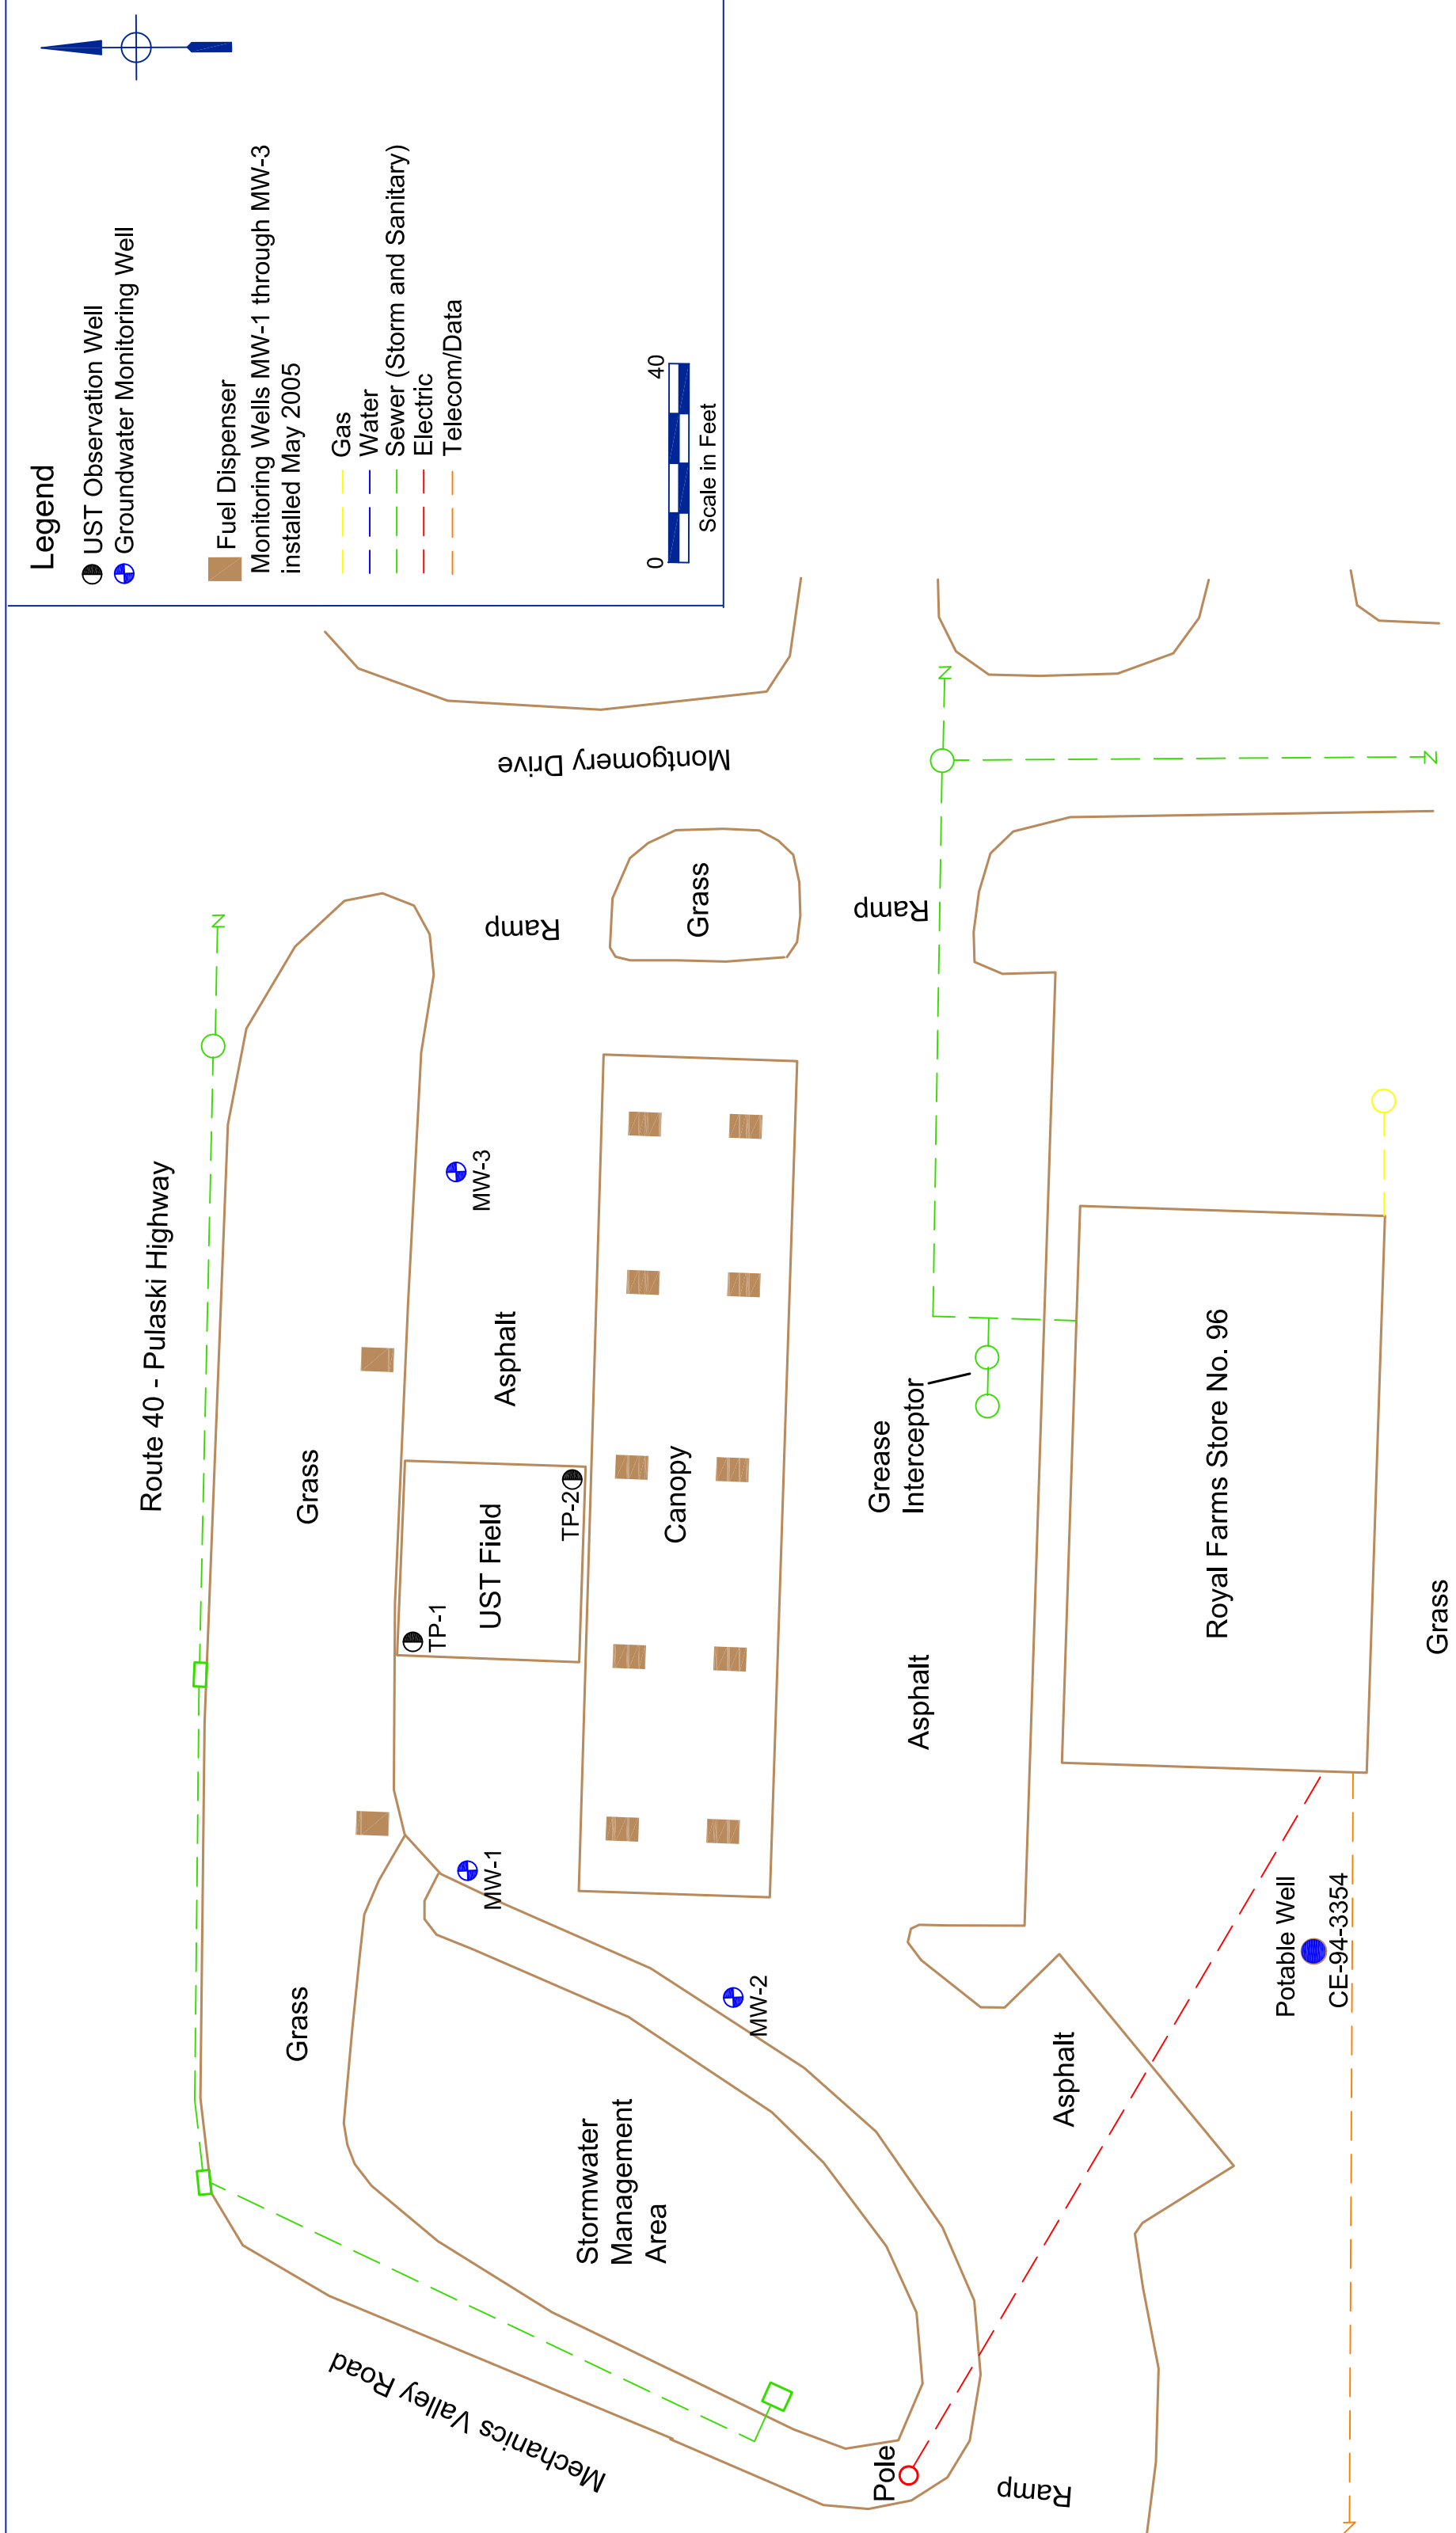 Legend
UST Observation Well
Groundwater Monitoring Well
Fuel Dispenser
Monitoring Wells MW-1 through MW-3
installed May 2005
Gas
Water
Sewer (Storm and Sanitary)
Electric
Telecom/Data
0
40
Scale in Feet
Route 40 - Pulaski Highway
Montgomery Drive
Mechanics Valley Road
Grass
Grass
Grass
Ramp
Ramp
MW-3
Asphalt
TP-1
UST Field
TP-2
Canopy
MW-1
MW-2
Stormwater
Management
Area
Grease
Interceptor
Asphalt
Asphalt
Royal Farms Store No. 96
Potable Well
CE-94-3354
Pole
Ramp
Grass